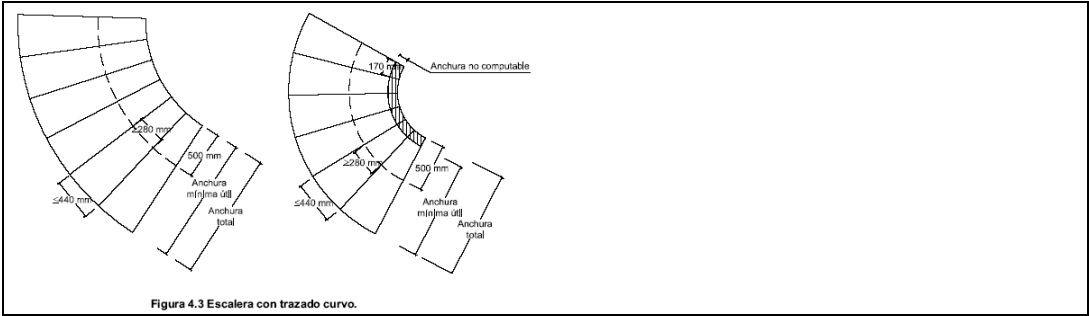 ≥280 mm
500 mm
≤440 mm
Anchura
mínima útil
Anchura
total
170 mm
Anchura no computable
≥280 mm
500 mm
≤440 mm
Anchura
mínima útil
Anchura
total
Figura 4.3 Escalera con trazado curvo.